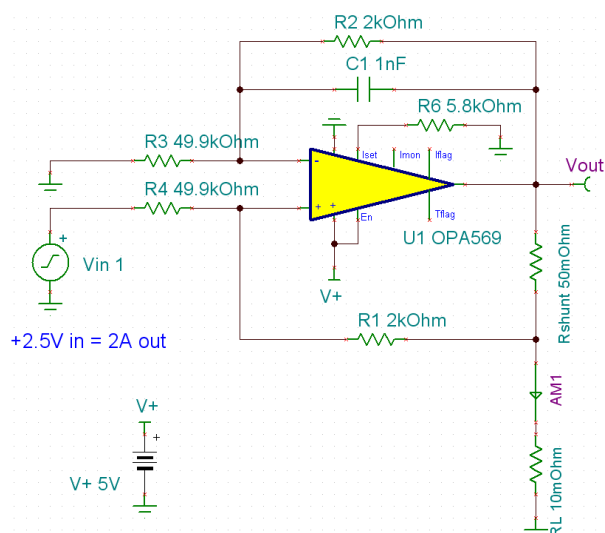 R2 2kOhm
C1 1nF
R6 5.8kOhm
R3 49.9kOhm
- Iset Imon Iflag
Vout
R4 49.9kOhm
+ + En Tflag
U1 OPA569
+
Vin 1
V+
Rshunt 50mOhm
R1 2kOhm
+2.5V in = 2A out
AM1
V+
+
V+ 5V
RL 10mOhm